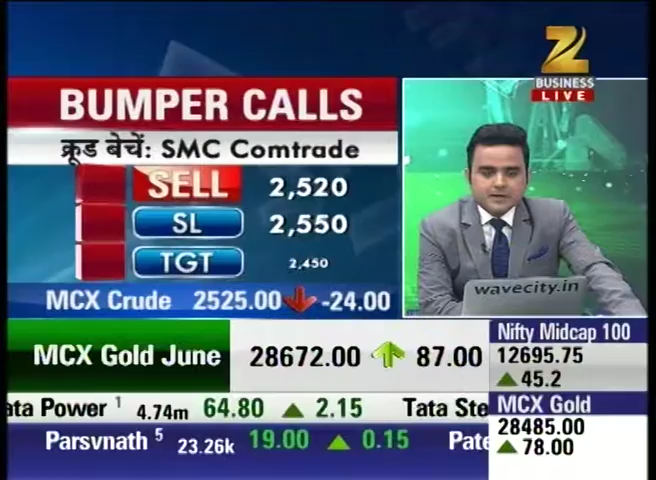 Z
BUSINESS
LIVE
BUMPER CALLS
क्रूड बेचें: SMC Comtrade
SELL 2,520
SL 2,550
TGT 2,450
wavecity.in
MCX Crude 2525.00 -24.00
MCX Gold June 28672.00 87.00
Nifty Midcap 100
12695.75
45.2
ata Power 1 4.74m 64.80 2.15 Tata Ste
MCX Gold
28485.00
78.00
Parsvnath 5 23.26k 19.00 0.15 Pate